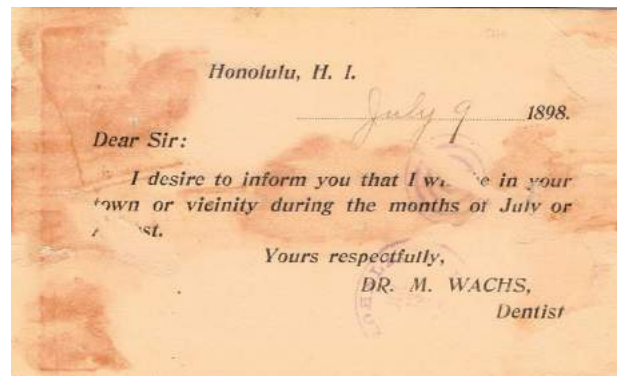 Honolulu, H. I.
July 9 1898.
Dear Sir:
I desire to inform you that I in your
town or vicinity during the months of July or
Yours respectfully,
DR. M. WACHS,
Dentist